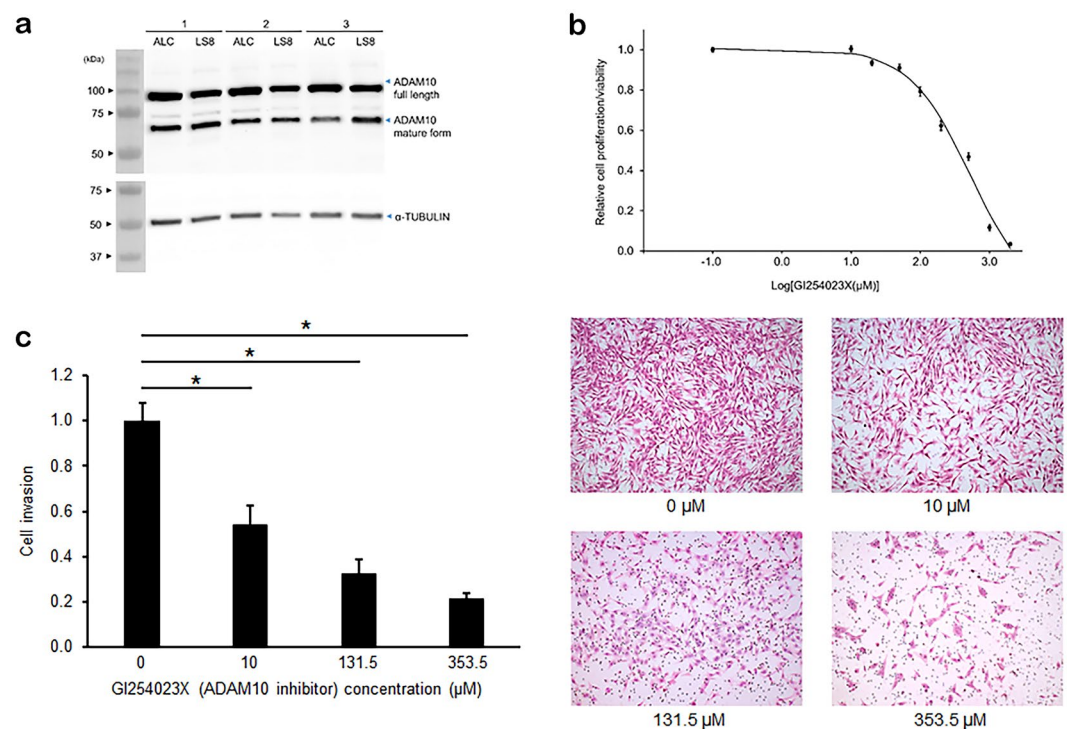 a
1 2 3
ALC LS8 ALC LS8 ALC LS8
(kDa)
100
75
50
ADAM10
full length
ADAM10
mature form
75
50
37
α-TUBULIN
b
Relative cell proliferation/viability
1.0
0.8
0.6
0.4
0.2
0.0
-1.0 0.0 1.0 2.0 3.0
Log[GI254023X(µM)]
c
* 
*
*
Cell invasion
1.2
1.0
0.8
0.6
0.4
0.2
0.0
0 10 131.5 353.5
GI254023X (ADAM10 inhibitor) concentration (µM)
0 µM
10 µM
131.5 µM
353.5 µM